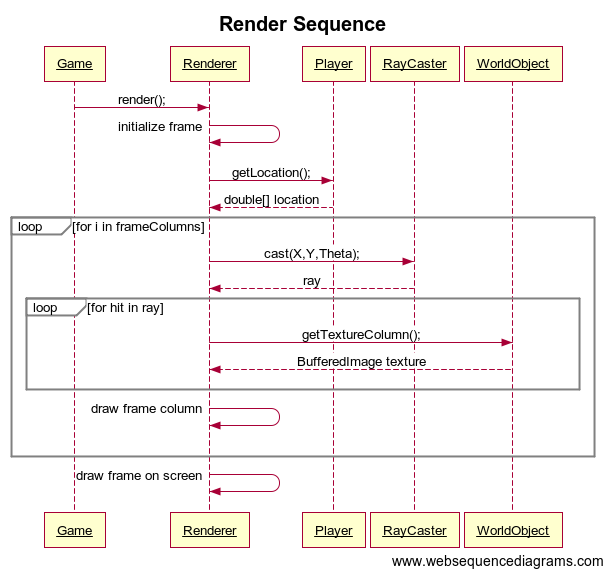 Render Sequence
Game Renderer Player RayCaster WorldObject
render();
initialize frame
getLocation();
double[] location
loop [for i in frameColumns]
cast(X,Y,Theta);
ray
loop [for hit in ray]
getTextureColumn();
BufferedImage texture
draw frame column
draw frame on screen
Game Renderer Player RayCaster WorldObject
www.websequencediagrams.com